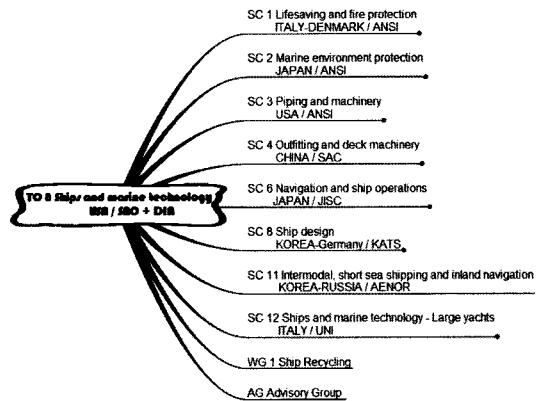 SC 1 Lifesaving and fire protection
ITALY-DENMARK / ANSI
SC 2 Marine environment protection
JAPAN / ANSI
SC 3 Piping and machinery
USA / ANSI
SC 4 Outfitting and deck machinery
CHINA / SAC
TO 8 Ships and marine technology
USA / SAO + DIN
SC 6 Navigation and ship operations
JAPAN / JISC
SC 8 Ship design
KOREA-Germany / KATS
SC 11 Intermodal, short sea shipping and inland navigation
KOREA-RUSSIA / AENOR
SC 12 Ships and marine technology - Large yachts
ITALY / UNI
WG 1 Ship Recycling
AG Advisory Group